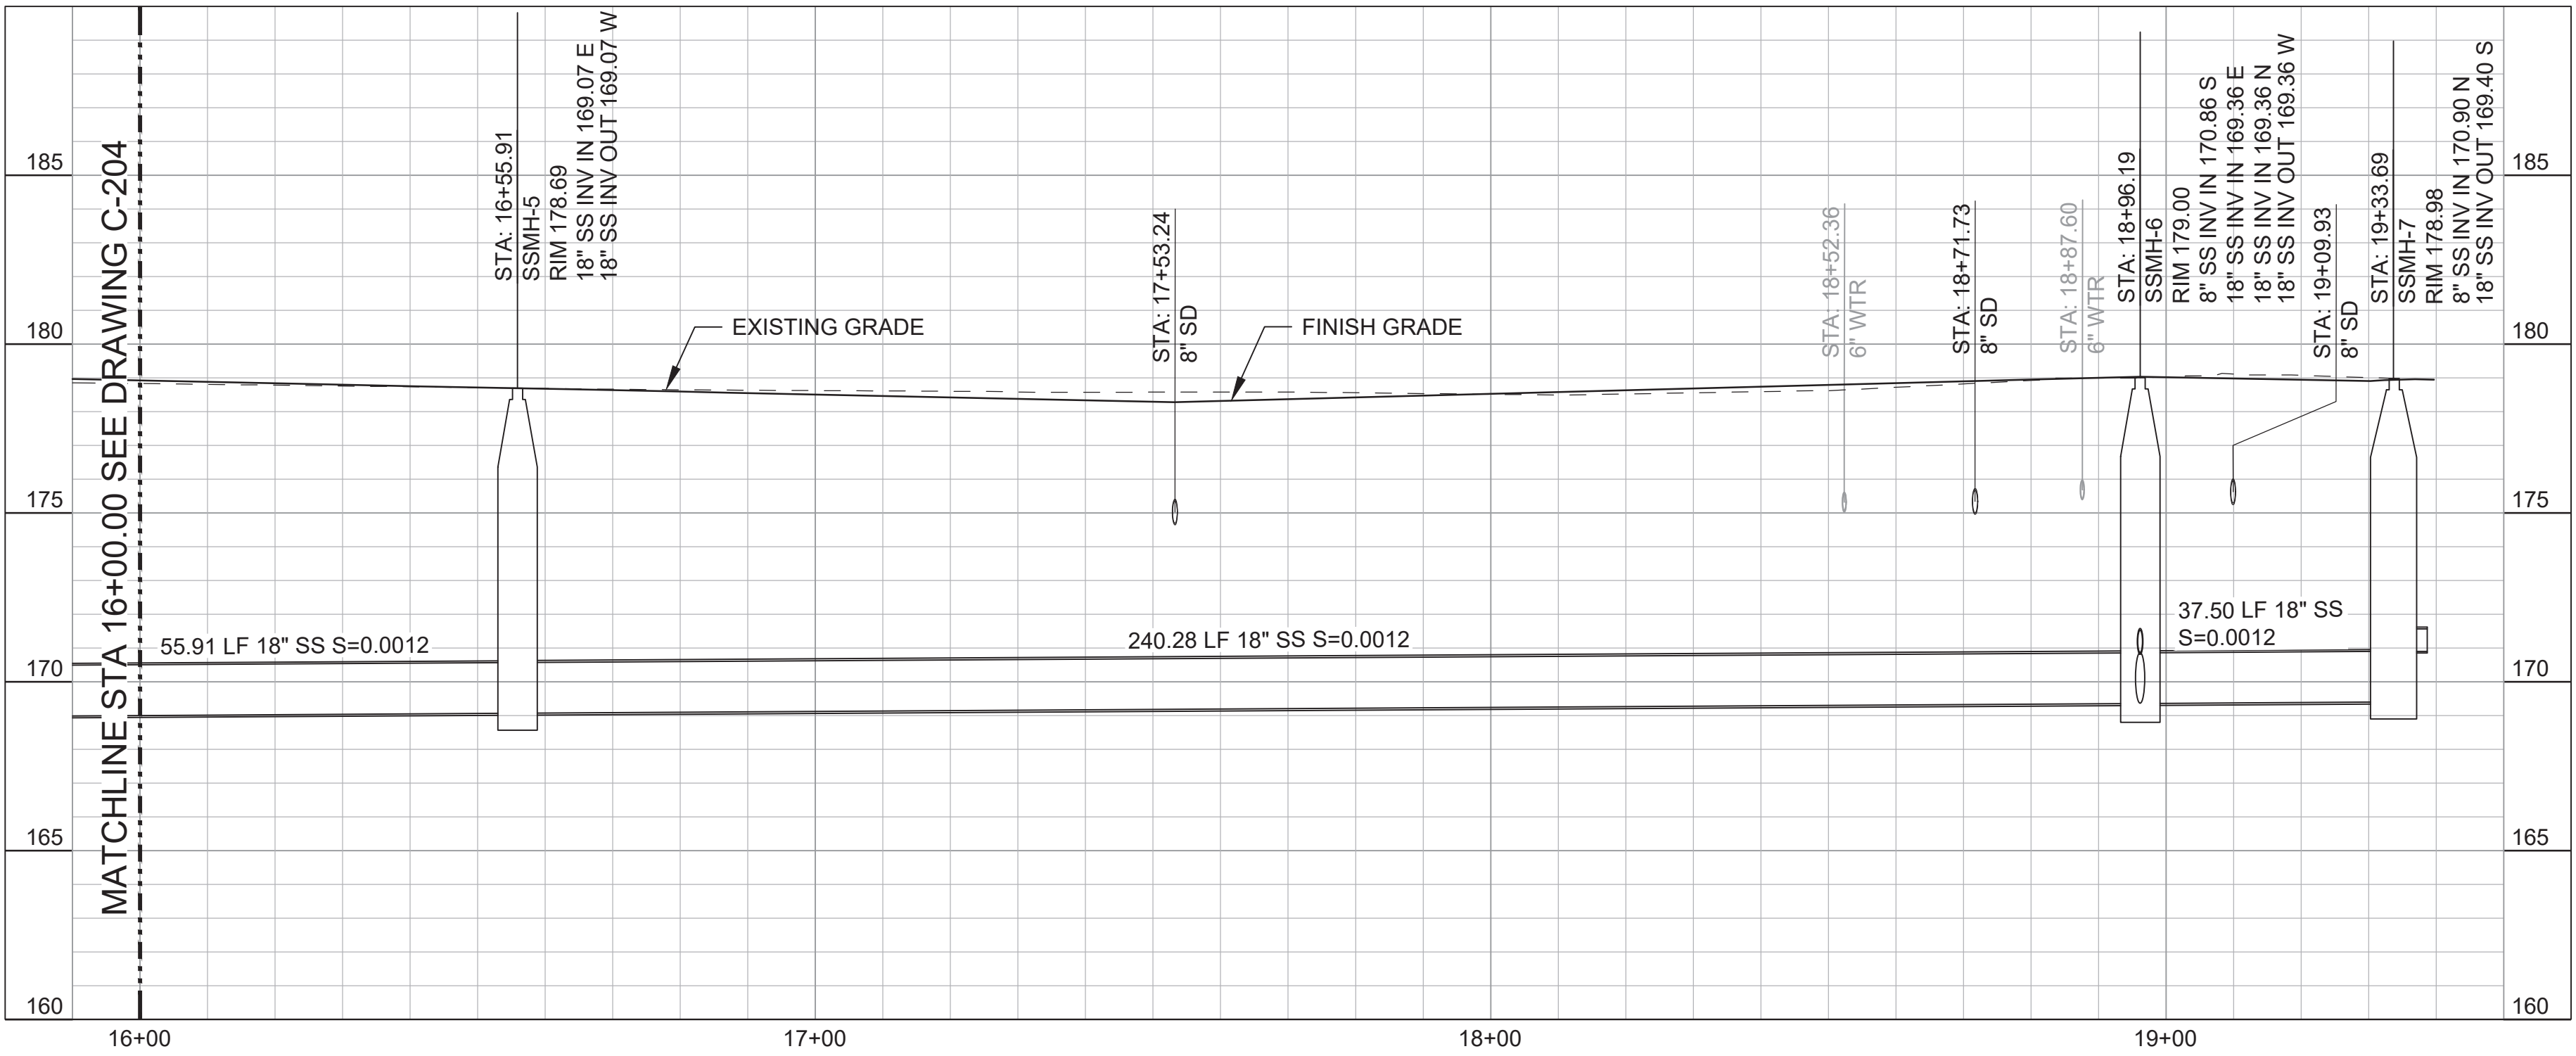 MATCHLINE STA 16+00.00 SEE DRAWING C-204
185
180
175
170
165
160
STA: 16+55.91
SSMH-5
RIM 178.69
18" SS INV IN 169.07 E
18" SS INV OUT 169.07 W
EXISTING GRADE
STA: 17+53.24
8" SD
FINISH GRADE
STA: 18+52.36
6" WTR
STA: 18+71.73
8" SD
STA: 18+87.60
6" WTR
STA: 18+96.19
SSMH-6
RIM 179.00
8" SS INV IN 170.86 S
18" SS INV IN 169.36 E
18" SS INV IN 169.36 N
18" SS INV OUT 169.36 W
STA: 19+09.93
8" SD
STA: 19+33.69
SSMH-7
RIM 178.98
8" SS INV IN 170.90 N
18" SS INV OUT 169.40 S
55.91 LF 18" SS S=0.0012
240.28 LF 18" SS S=0.0012
37.50 LF 18" SS
S=0.0012
185
180
175
170
165
160
16+00
17+00
18+00
19+00